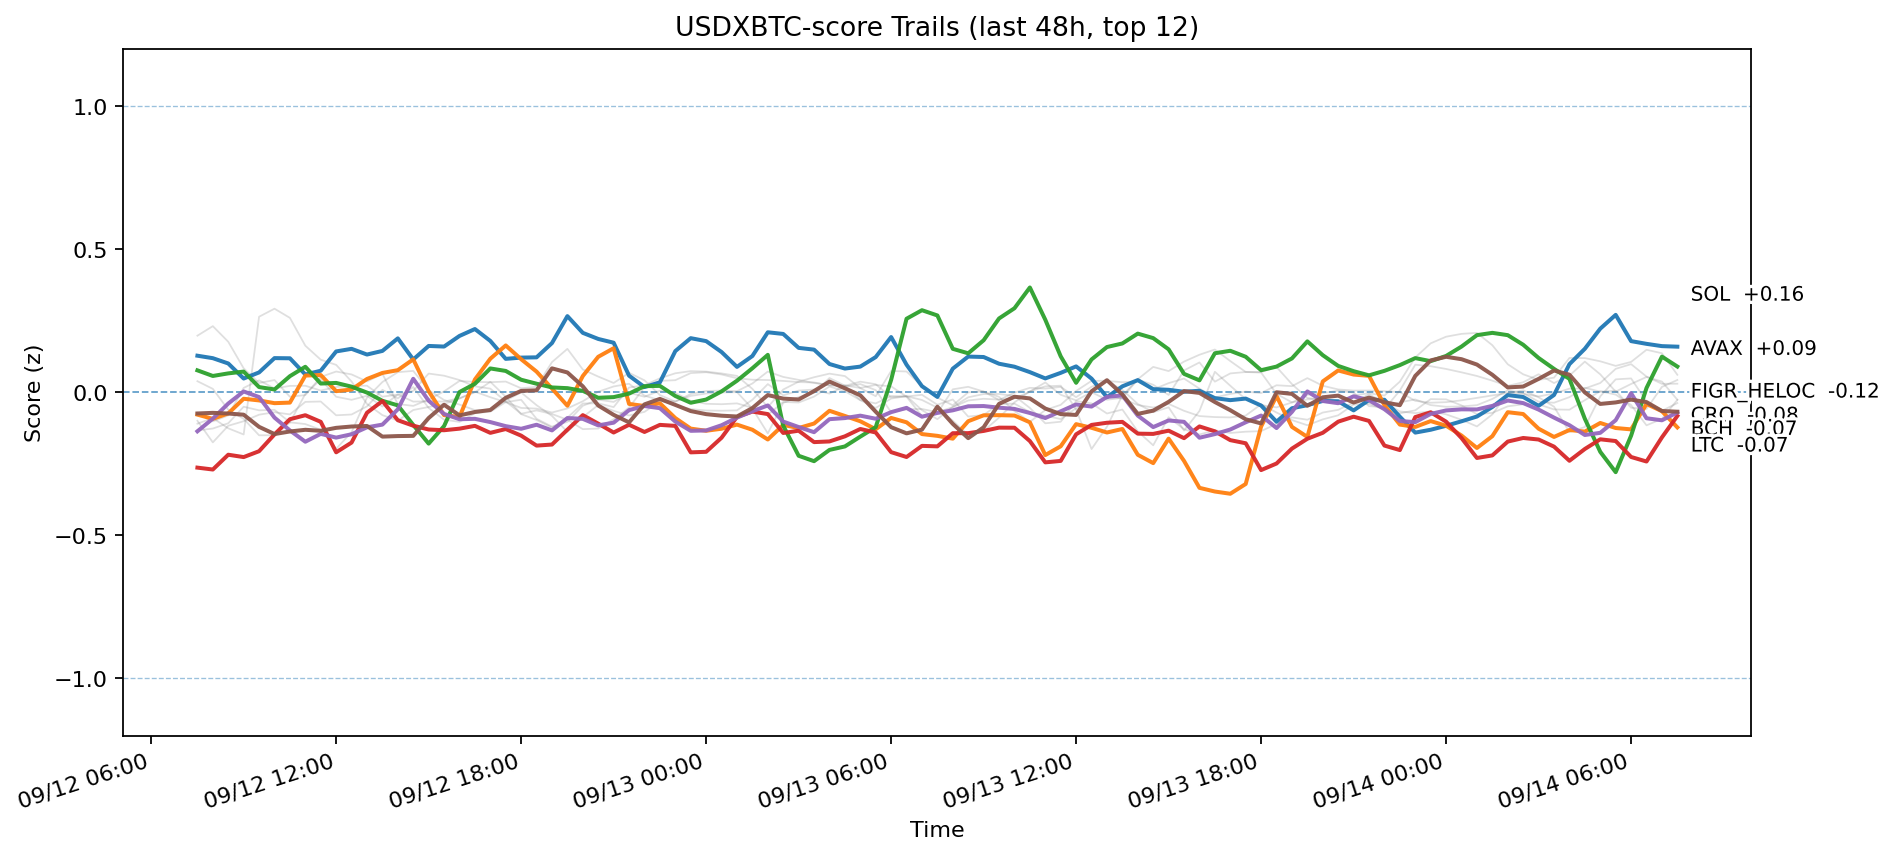 USDXBTC-score Trails (last 48h, top 12)
Score (z)
1.0
0.5
0.0
−0.5
−1.0
SOL +0.16
AVAX +0.09
FIGR_HELOC -0.12
CRO -0.08
BCH -0.07
LTC -0.07
09/12 06:00
09/12 12:00
09/12 18:00
09/13 00:00
09/13 06:00
09/13 12:00
09/13 18:00
09/14 00:00
09/14 06:00
Time